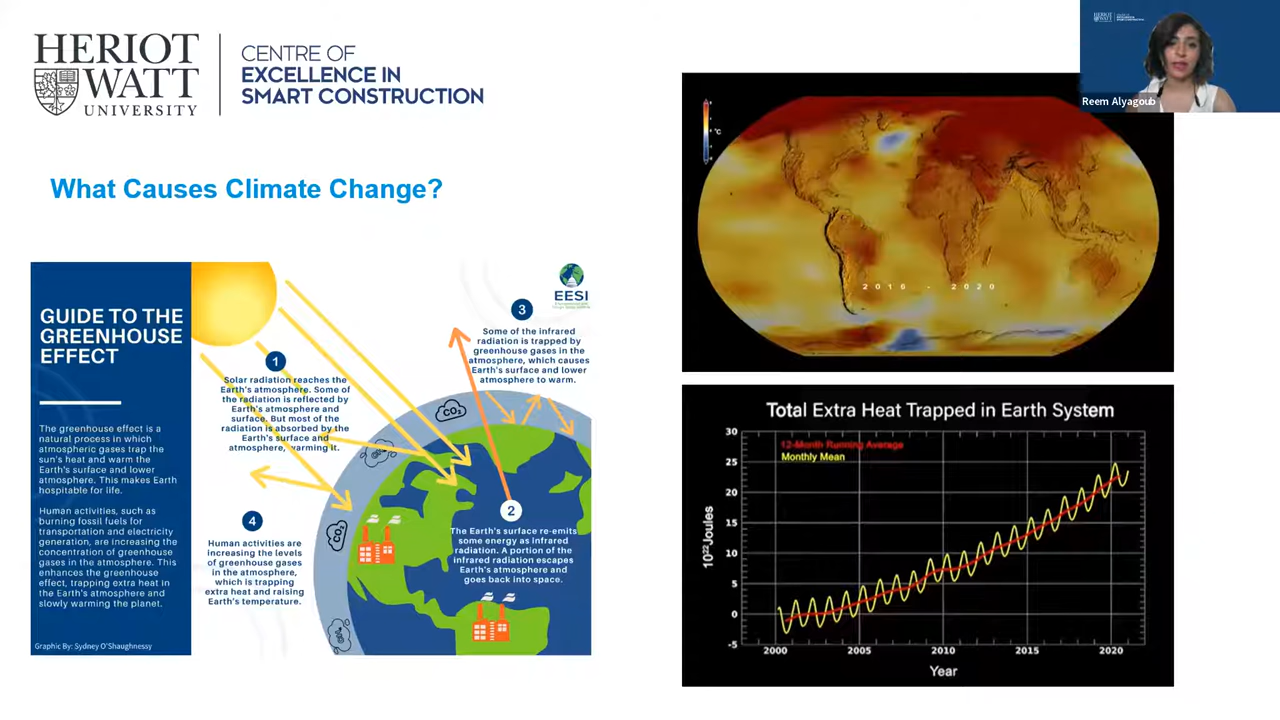 HERIOT
WATT
UNIVERSITY
CENTRE OF
EXCELLENCE IN
SMART CONSTRUCTION
What Causes Climate Change?
GUIDE TO THE
GREENHOUSE
EFFECT
The greenhouse effect is a
natural process in which
atmospheric gases trap the
sun's heat and warm the
Earth's surface and lower
atmosphere. This makes Earth
hospitable for life.
Human activities, such as
burning fossil fuels for
transportation and electricity
generation, are increasing the
concentration of greenhouse
gases in the atmosphere. This
enhances the greenhouse
effect, trapping extra heat in
the Earth's atmosphere and
slowly warming the planet.
Graphic By: Sydney O'Shaughnessy
1
Solar radiation reaches the
Earth's atmosphere. Some of
the radiation is reflected by
Earth's atmosphere and
surface. But most of the
radiation is absorbed by the
Earth's surface and
atmosphere, warming it.
2
The Earth's surface re-emits
some energy as infrared
radiation. A portion of the
infrared radiation escapes
Earth's atmosphere and
goes back into space.
EESI
3
Some of the infrared
radiation is trapped by
greenhouse gases in the
atmosphere, which causes
Earth's surface and lower
atmosphere to warm.
4
Human activities are
increasing the levels
of greenhouse gases
in the atmosphere,
which is trapping
extra heat and raising
Earth's temperature.
CO₂
CO₂
°C
2016 - 2020
Reem Alyagoub
Total Extra Heat Trapped in Earth System
12-Month Running Average
Monthly Mean
10²²Joules
30
25
20
15
10
5
0
-5
2000
2005
2010
2015
2020
Year